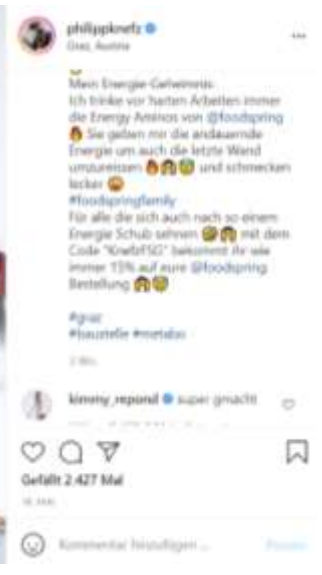 philippknefz
Graz, Austria
Mein Energie-Geheimnis:
Ich trinke vor harten Arbeiten immer
die Energy Aminos von @foodspring
🔥 Sie geben mir die andauernde
Energie um auch die letzte Wand
umzureissen und schmecken
lecker
#foodspringfamily
Für alle die sich auch nach so einem
Energie Schub sehnen mit dem
Code "KnefzFSG" bekommt ihr wie
immer 15% auf eure @foodspring
Bestellung
#graz
#baustelle #metabo
kimmy_repond super gmacht
Gefällt 2.427 Mal
Kommentar hinzufügen ...